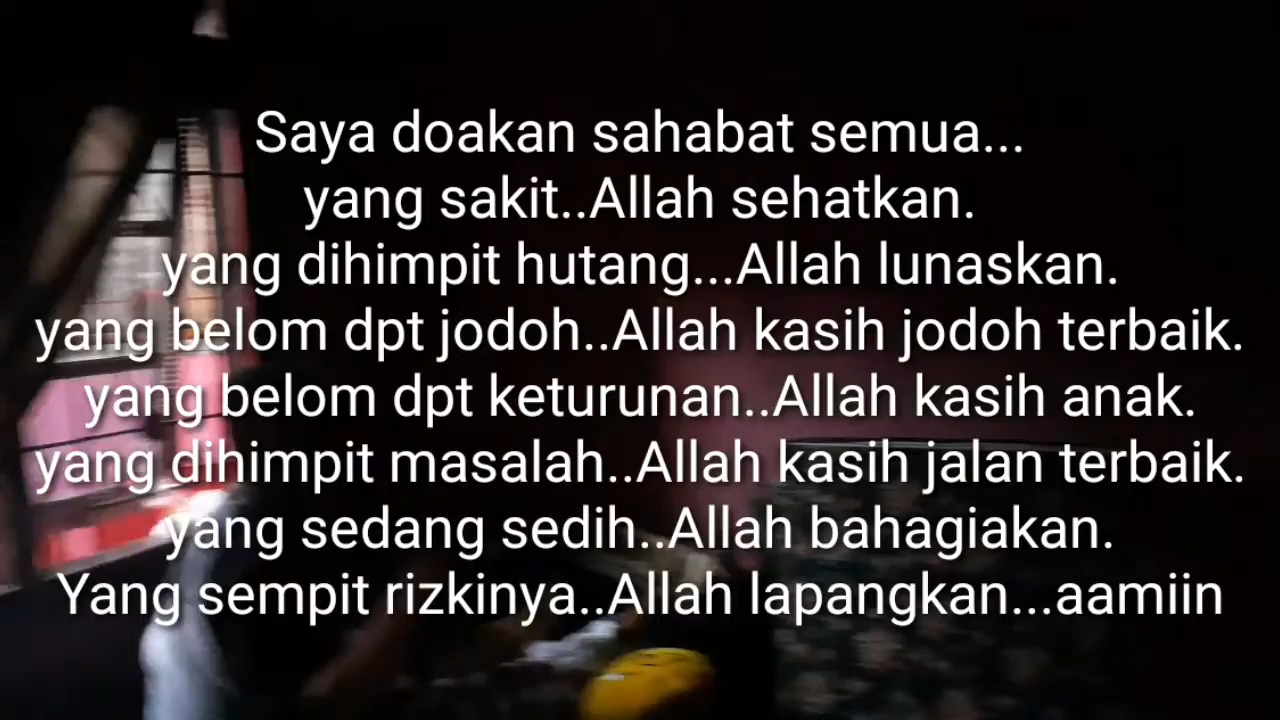 Saya doakan sahabat semua...
yang sakit..Allah sehatkan.
yang dihimpit hutang...Allah lunaskan.
yang belom dpt jodoh..Allah kasih jodoh terbaik.
yang belom dpt keturunan..Allah kasih anak.
yang dihimpit masalah..Allah kasih jalan terbaik.
yang sedang sedih..Allah bahagiakan.
Yang sempit rizkinya..Allah lapangkan...aamiin